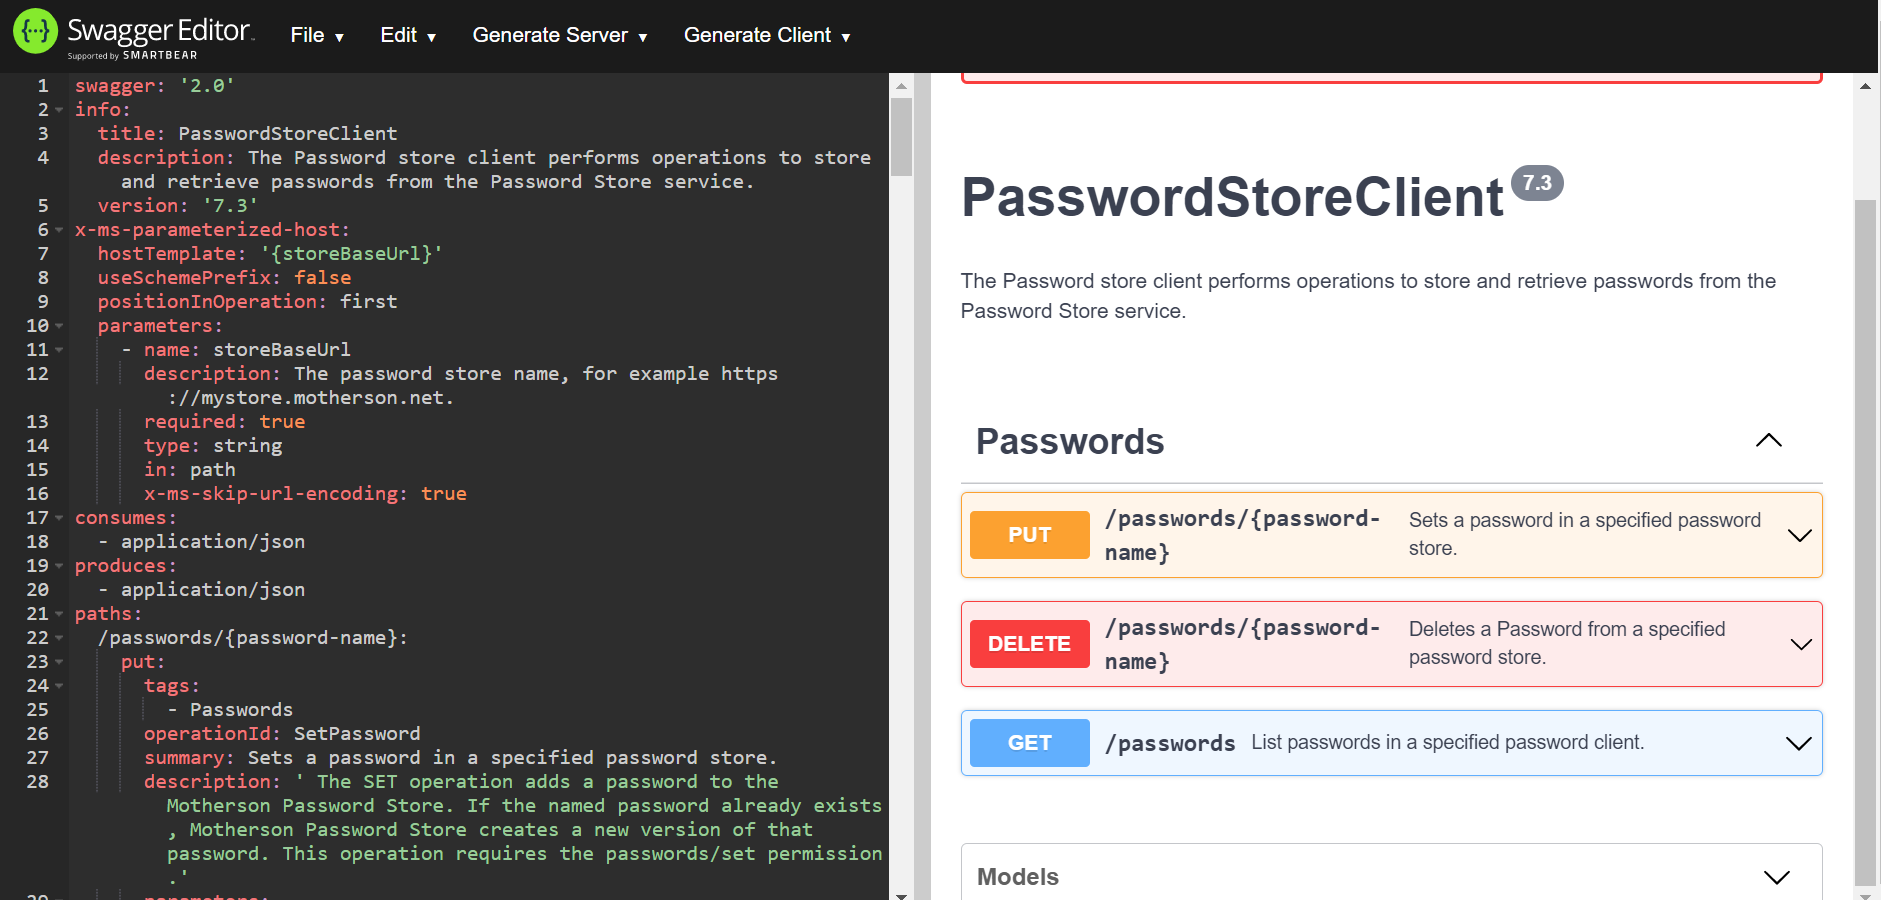 Swagger Editor
Supported by SMARTBEAR
File ▼ Edit ▼ Generate Server ▼ Generate Client ▼
1 swagger: '2.0'
2 info:
3 title: PasswordStoreClient
4 description: The Password store client performs operations to store
and retrieve passwords from the Password Store service.
5 version: '7.3'
6 x-ms-parameterized-host:
7 hostTemplate: '{storeBaseUrl}'
8 useSchemePrefix: false
9 positionInOperation: first
10 parameters:
11 - name: storeBaseUrl
12 description: The password store name, for example https
://mystore.motherson.net.
13 required: true
14 type: string
15 in: path
16 x-ms-skip-url-encoding: true
17 consumes:
18 - application/json
19 produces:
20 - application/json
21 paths:
22 /passwords/{password-name}:
23 put:
24 tags:
25 - Passwords
26 operationId: SetPassword
27 summary: Sets a password in a specified password store.
28 description: ' The SET operation adds a password to the
Motherson Password Store. If the named password already exists
, Motherson Password Store creates a new version of that
password. This operation requires the passwords/set permission
.'
29 parameters:
PasswordStoreClient 7.3
The Password store client performs operations to store and retrieve passwords from the
Password Store service.
Passwords
PUT /passwords/{password-
name}
Sets a password in a specified password
store.
DELETE /passwords/{password-
name}
Deletes a Password from a specified
password store.
GET /passwords List passwords in a specified password client.
Models